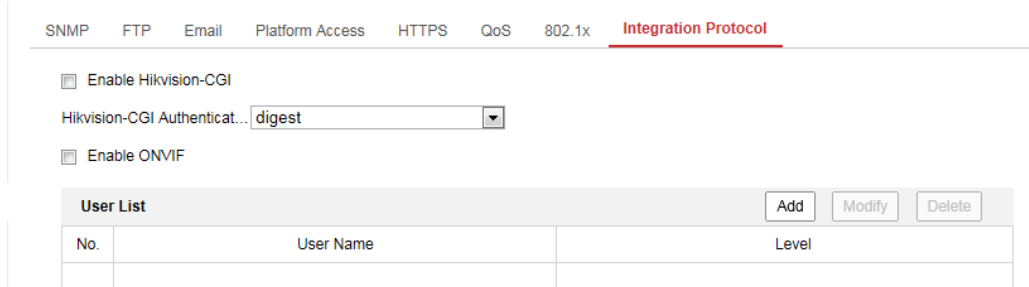 SNMP FTP Email Platform Access HTTPS QoS 802.1x Integration Protocol
Enable Hikvision-CGI
Hikvision-CGI Authenticat... digest
Enable ONVIF
User List Add Modify Delete
No. User Name Level